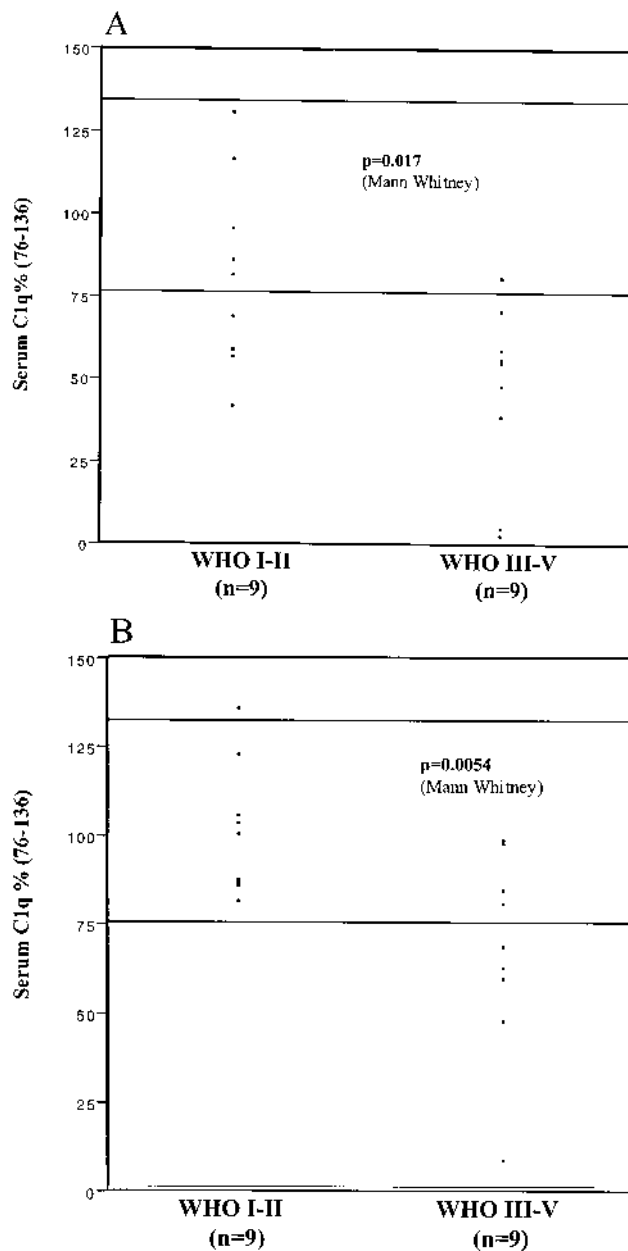 A
150
125
100
75
50
25
0
Serum C1q% (76-136)
p=0.017
(Mann Whitney)
WHO I-II
(n=9)
WHO III-V
(n=9)
B
150
125
100
75
50
25
0
Serum C1q % (76-136)
p=0.0054
(Mann Whitney)
WHO I-II
(n=9)
WHO III-V
(n=9)